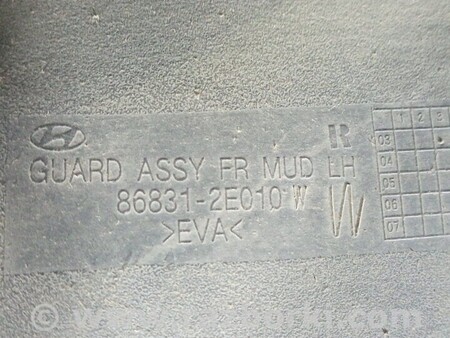 R
GUARD ASSY FR MUD LH
86831-2E010 W
W
>EVA<
1 2 3
03
04
05
06
07